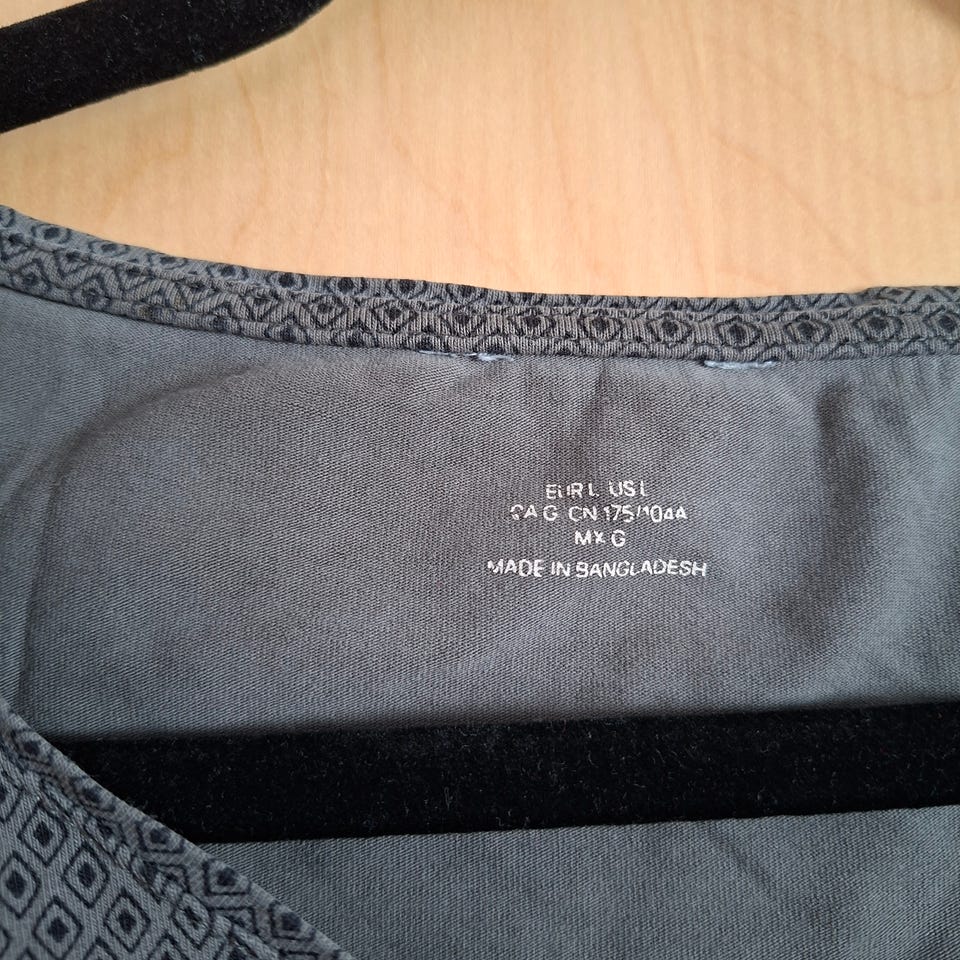 EUR L US L
CA G CN 175/104A
MX G
MADE IN BANGLADESH